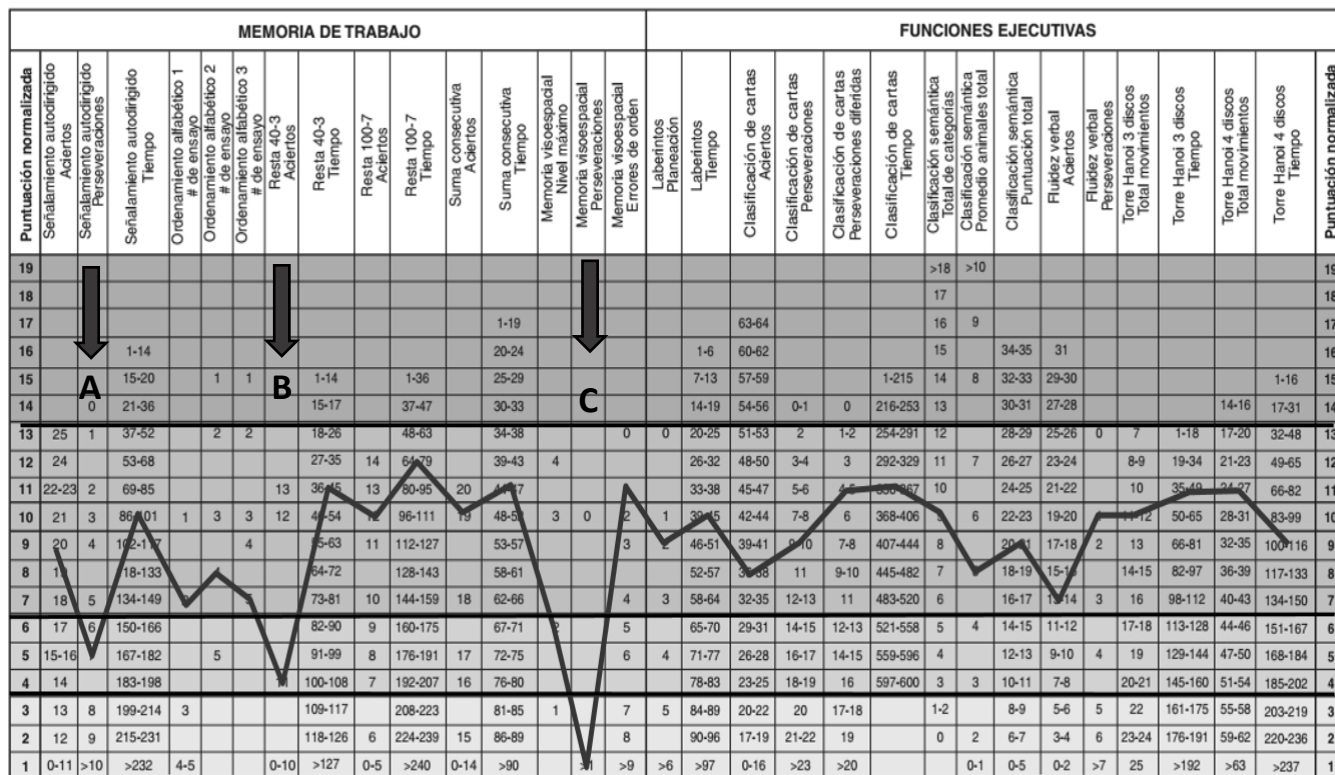 MEMORIA DE TRABAJO
FUNCIONES EJECUTIVAS
Puntuación normalizada
Señalamiento autodirigido
Aciertos
Señalamiento autodirigido
Perseveraciones
Señalamiento autodirigido
Tiempo
Ordenamiento alfabético 1
# de ensayo
Ordenamiento alfabético 2
# de ensayo
Ordenamiento alfabético 3
# de ensayo
Resta 40-3
Aciertos
Resta 40-3
Tiempo
Resta 100-7
Aciertos
Resta 100-7
Tiempo
Suma consecutiva
Aciertos
Suma consecutiva
Tiempo
Memoria visoespacial
Nivel máximo
Memoria visoespacial
Perseveraciones
Memoria visoespacial
Errores de orden
Laberintos
Planeación
Laberintos
Tiempo
Clasificación de cartas
Aciertos
Clasificación de cartas
Perseveraciones
Clasificación de cartas
Perseveraciones diferidas
Clasificación de cartas
Tiempo
Clasificación semántica
Total de categorías
Clasificación semántica
Promedio animales total
Clasificación semántica
Puntuación total
Fluidez verbal
Aciertos
Fluidez verbal
Perseveraciones
Torre Hanoi 3 discos
Total movimientos
Torre Hanoi 3 discos
Tiempo
Torre Hanoi 4 discos
Total movimientos
Torre Hanoi 4 discos
Tiempo
Puntuación normalizada
19 >18 >10 19
18 17 18
17 1-19 63-64 16 9 17
16 1-14 20-24 1-6 60-62 15 34-35 31 16
15 A 15-20 1 1 B 1-14 1-36 25-29 C 7-13 57-59 1-215 14 8 32-33 29-30 1-16 15
14 0 21-36 15-17 37-47 30-33 14-19 54-56 0-1 0 216-253 13 30-31 27-28 14-16 17-31 14
13 25 1 37-52 2 2 18-26 48-63 34-38 0 0 20-25 51-53 2 1-2 254-291 12 28-29 25-26 0 7 1-18 17-20 32-48 13
12 24 53-68 27-35 14 64-79 39-43 4 26-32 48-50 3-4 3 292-329 11 7 26-27 23-24 8-9 19-34 21-23 49-65 12
11 22-23 2 69-85 13 36-45 13 80-95 20 33-38 45-47 5-6 10 24-25 21-22 10 35-49 24-27 66-82 11
10 21 3 86-101 1 3 3 12 12 96-111 19 48-52 3 0 2 1 39-45 42-44 7-8 6 368-406 9 6 22-23 19-20 11-12 50-65 28-31 83-99 10
9 20 4 102-117 4 55-63 11 112-127 53-57 3 2 46-51 39-41 9-10 7-8 407-444 8 17-18 2 13 66-81 32-35 100-116 9
8 64-72 128-143 58-61 52-57 11 9-10 445-482 7 18-19 14-15 82-97 36-39 117-133 8
7 18 5 134-149 73-81 10 144-159 18 62-66 4 3 58-64 32-35 12-13 11 483-520 6 16-17 3 16 98-112 40-43 134-150 7
6 17 6 150-166 82-90 9 160-175 67-71 2 5 65-70 29-31 14-15 12-13 521-558 5 4 14-15 11-12 17-18 113-128 44-46 151-167 6
5 15-16 167-182 5 91-99 8 176-191 17 72-75 6 4 71-77 26-28 16-17 14-15 559-596 4 12-13 9-10 4 19 129-144 47-50 168-184 5
4 14 183-198 100-108 7 192-207 16 76-80 78-83 23-25 18-19 16 597-600 3 3 10-11 7-8 20-21 145-160 51-54 185-202 4
3 13 8 199-214 3 109-117 208-223 81-85 1 7 5 84-89 20-22 20 17-18 1-2 8-9 5-6 5 22 161-175 55-58 203-219 3
2 12 9 215-231 118-126 6 224-239 15 86-89 8 90-96 17-19 21-22 19 0 2 6-7 3-4 6 23-24 176-191 59-62 220-236 2
1 0-11 >10 >232 4-5 0-10 >127 0-5 >240 0-14 >90 >9 >6 >97 0-16 >23 >20 0-1 0-5 0-2 >7 25 >192 >63 >237 1